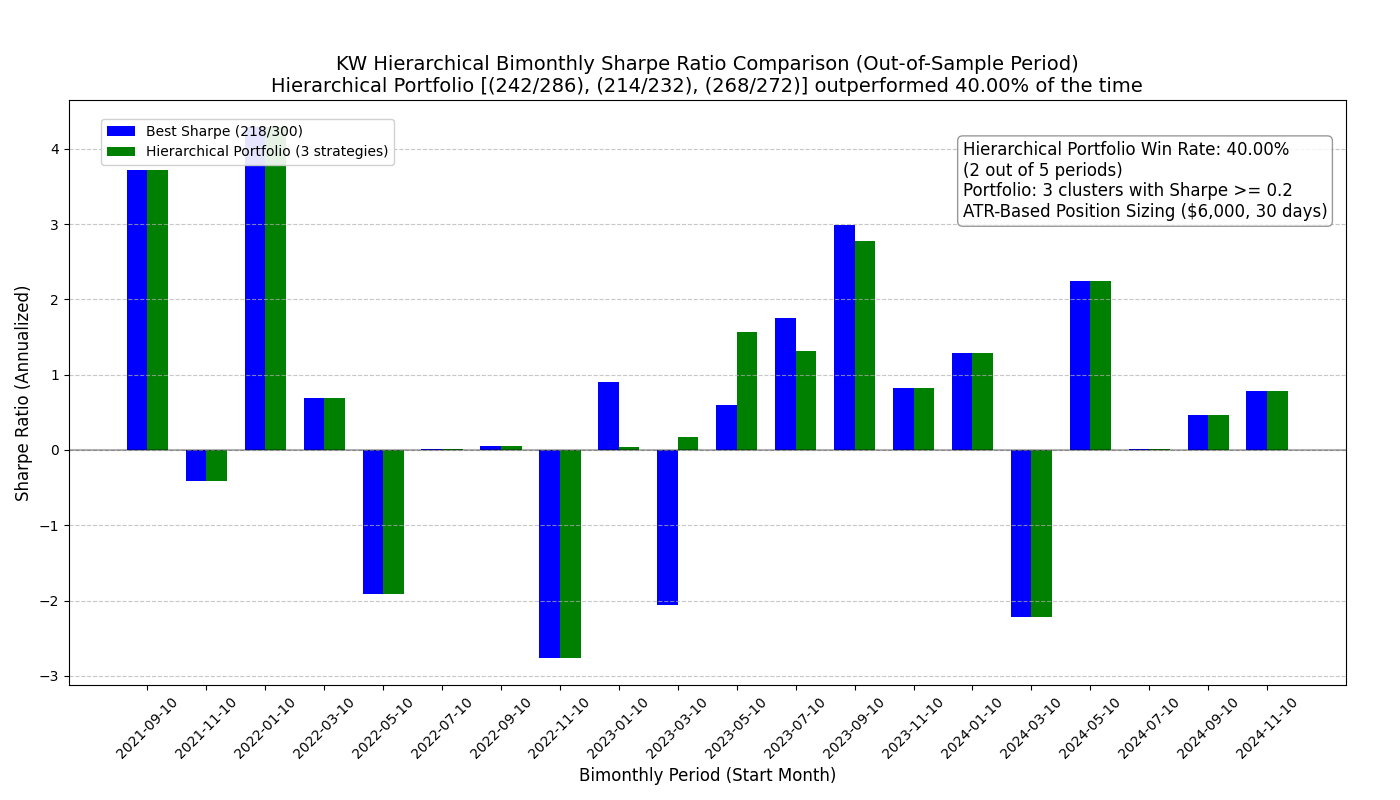 KW Hierarchical Bimonthly Sharpe Ratio Comparison (Out-of-Sample Period)
Hierarchical Portfolio [(242/286), (214/232), (268/272)] outperformed 40.00% of the time
Best Sharpe (218/300)
Hierarchical Portfolio (3 strategies)
Hierarchical Portfolio Win Rate: 40.00%
(2 out of 5 periods)
Portfolio: 3 clusters with Sharpe >= 0.2
ATR-Based Position Sizing ($6,000, 30 days)
Sharpe Ratio (Annualized)
4
3
2
1
0
−1
−2
−3
2021-09-10
2021-11-10
2022-01-10
2022-03-10
2022-05-10
2022-07-10
2022-09-10
2022-11-10
2023-01-10
2023-03-10
2023-05-10
2023-07-10
2023-09-10
2023-11-10
2024-01-10
2024-03-10
2024-05-10
2024-07-10
2024-09-10
2024-11-10
Bimonthly Period (Start Month)